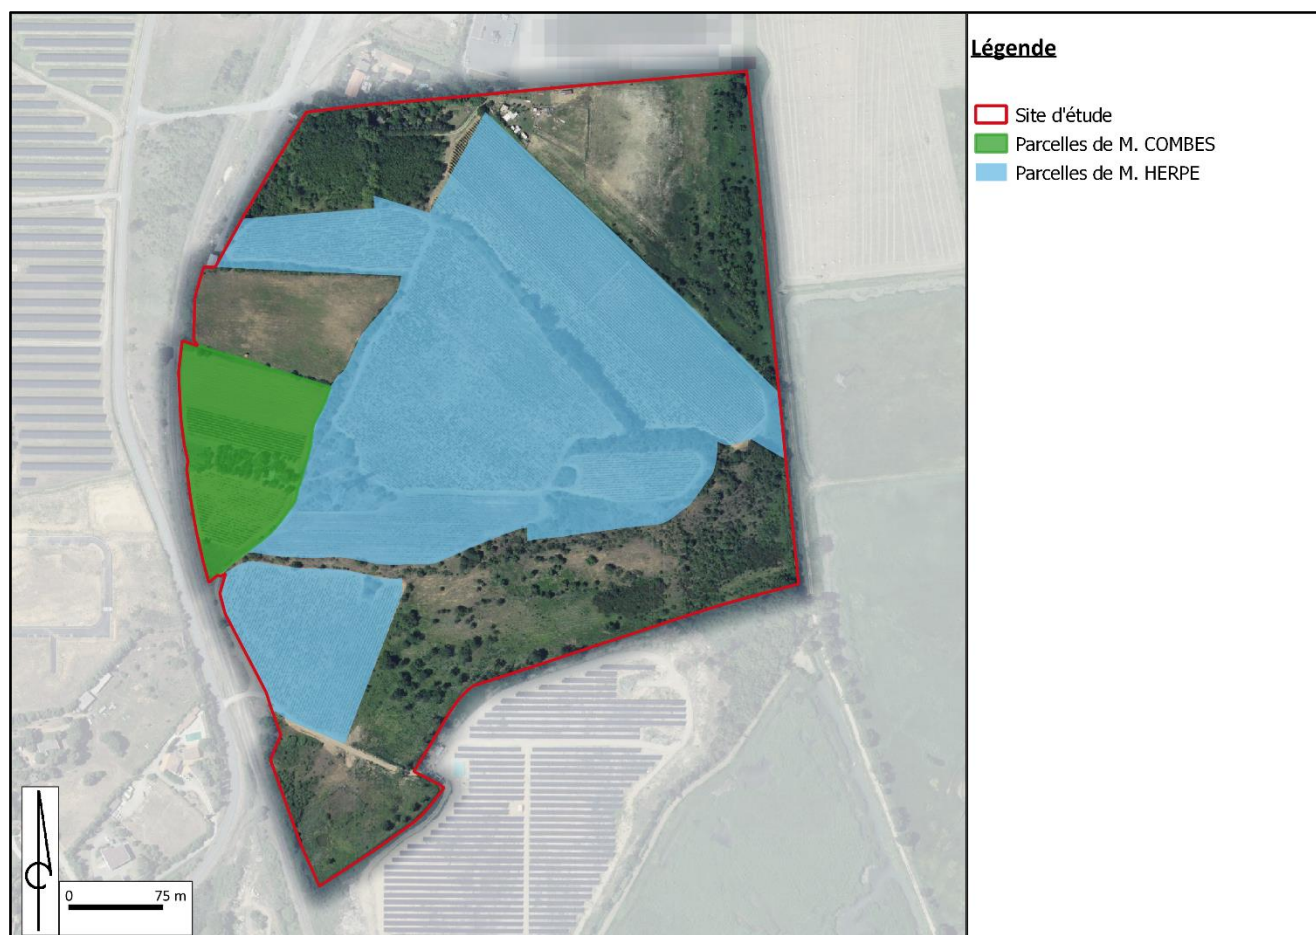 Légende
Site d'étude
Parcelles de M. COMBES
Parcelles de M. HERPE
0 75 m